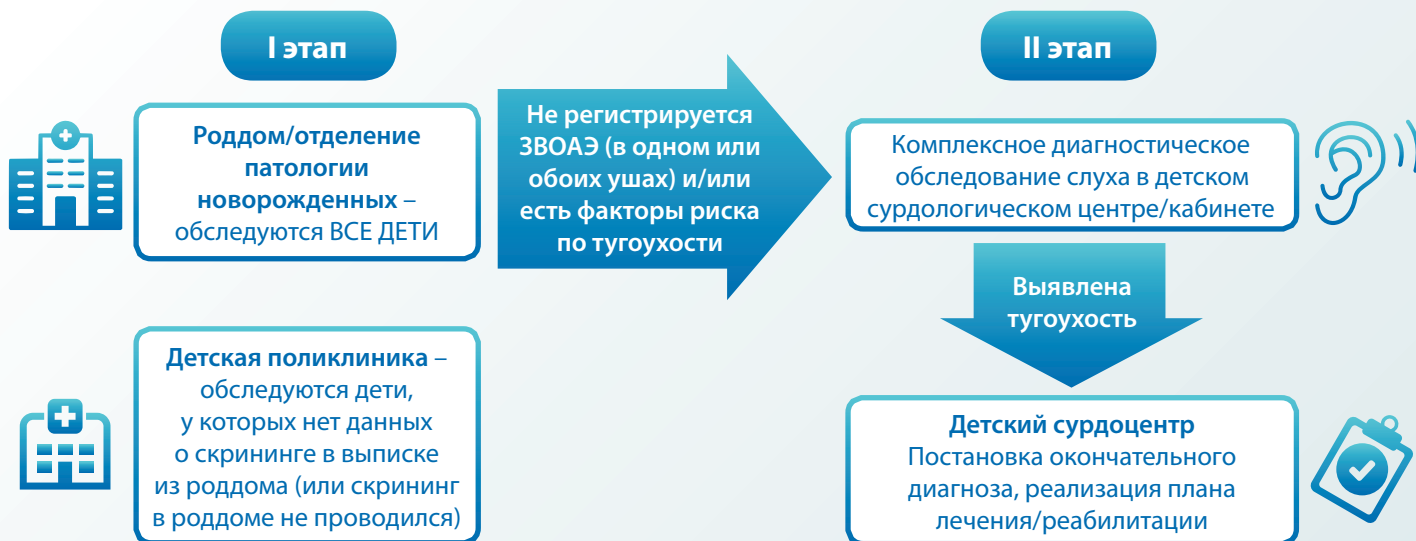 I этап
Роддом/отделение
патологии
новорожденных –
обследуются ВСЕ ДЕТИ
Детская поликлиника –
обследуются дети,
у которых нет данных
о скрининге в выписке
из роддома (или скрининг
в роддоме не проводился)
Не регистрируется
ЗВОАЭ (в одном или
обоих ушах) и/или
есть факторы риска
по тугоухости
II этап
Комплексное диагностическое
обследование слуха в детском
сурдологическом центре/кабинете
Выявлена
тугоухость
Детский сурдоцентр
Постановка окончательного
диагноза, реализация плана
лечения/реабилитации